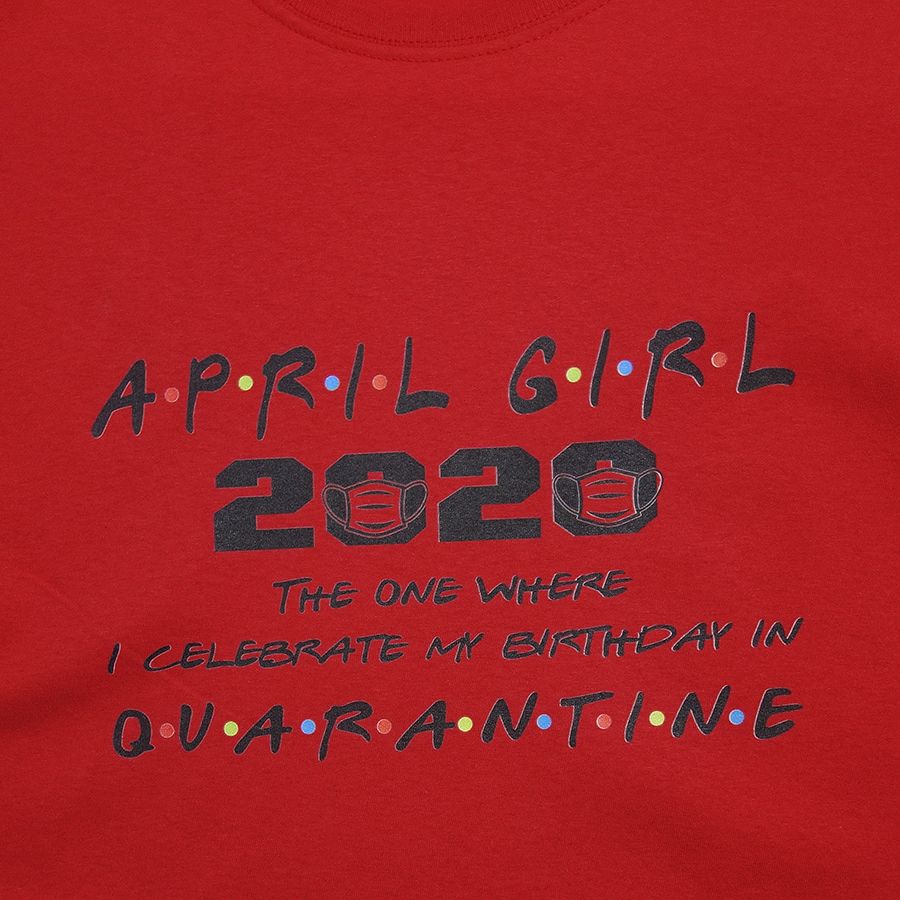 A·P·R·I·L G·I·R·L
2020
THE ONE WHERE
I CELEBRATE MY BIRTHDAY IN
Q·U·A·R·A·N·T·I·N·E